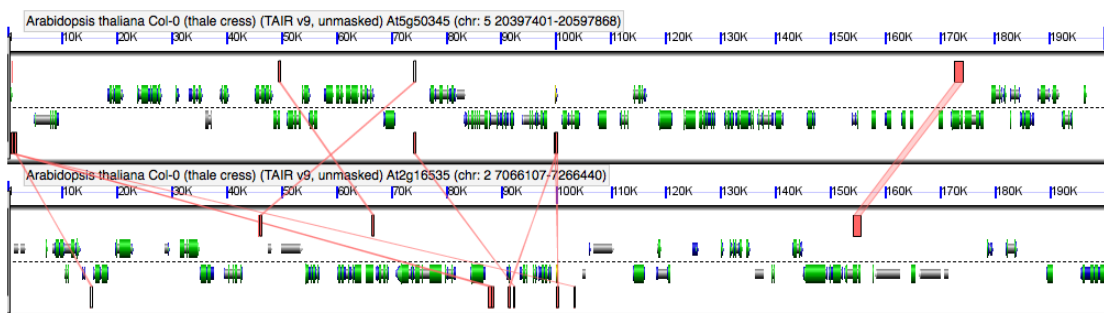 Arabidopsis thaliana Col-0 (thale cress) (TAIR v9, unmasked) At5g50345 (chr: 5 20397401-20597868)
10K 20K 30K 40K 50K 60K 70K 80K 90K 100K 110K 120K 130K 140K 150K 160K 170K 180K 190K
Arabidopsis thaliana Col-0 (thale cress) (TAIR v9, unmasked) At2g16535 (chr: 2 7066107-7266440)
10K 20K 30K 40K 50K 60K 70K 80K 90K 100K 110K 120K 130K 140K 150K 160K 170K 180K 190K